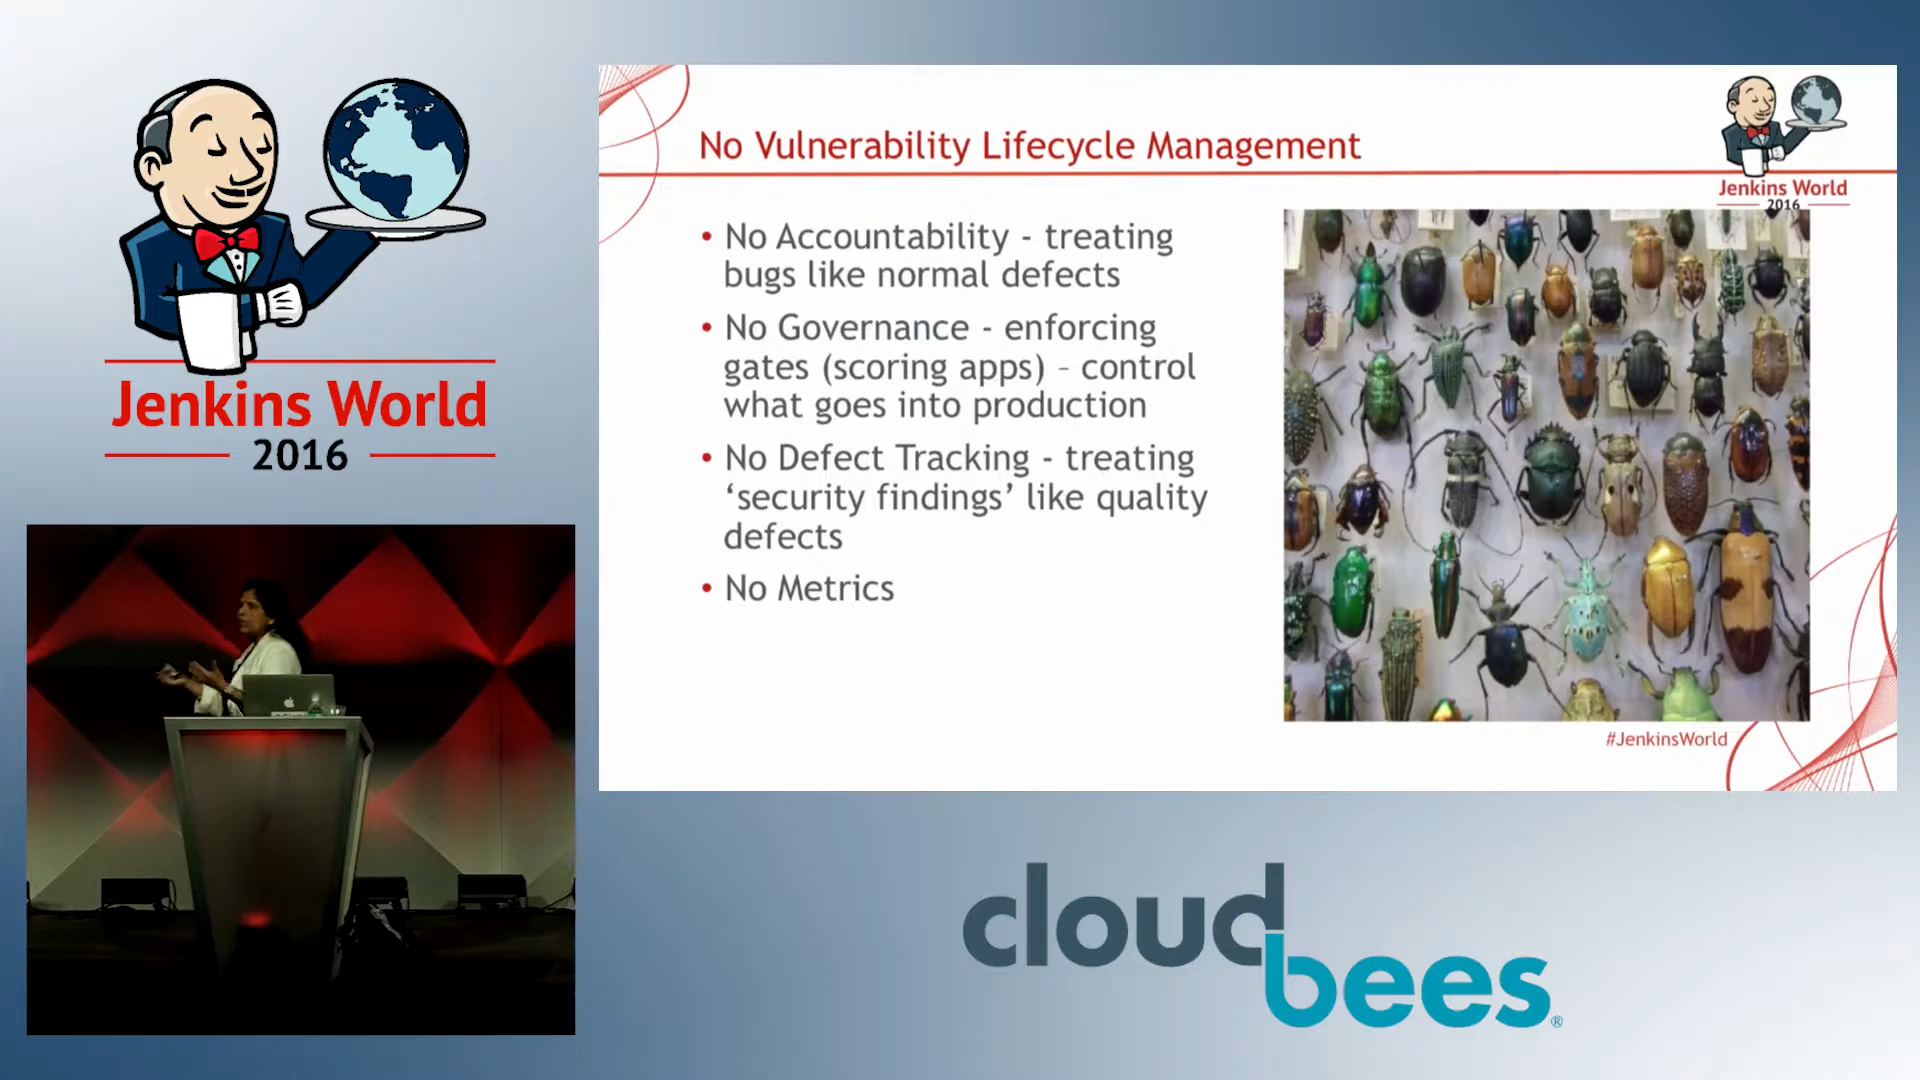 Jenkins World
2016
No Vulnerability Lifecycle Management
Jenkins World
2016
• No Accountability - treating
bugs like normal defects
• No Governance - enforcing
gates (scoring apps) – control
what goes into production
• No Defect Tracking - treating
‘security findings’ like quality
defects
• No Metrics
#JenkinsWorld
cloudbees®